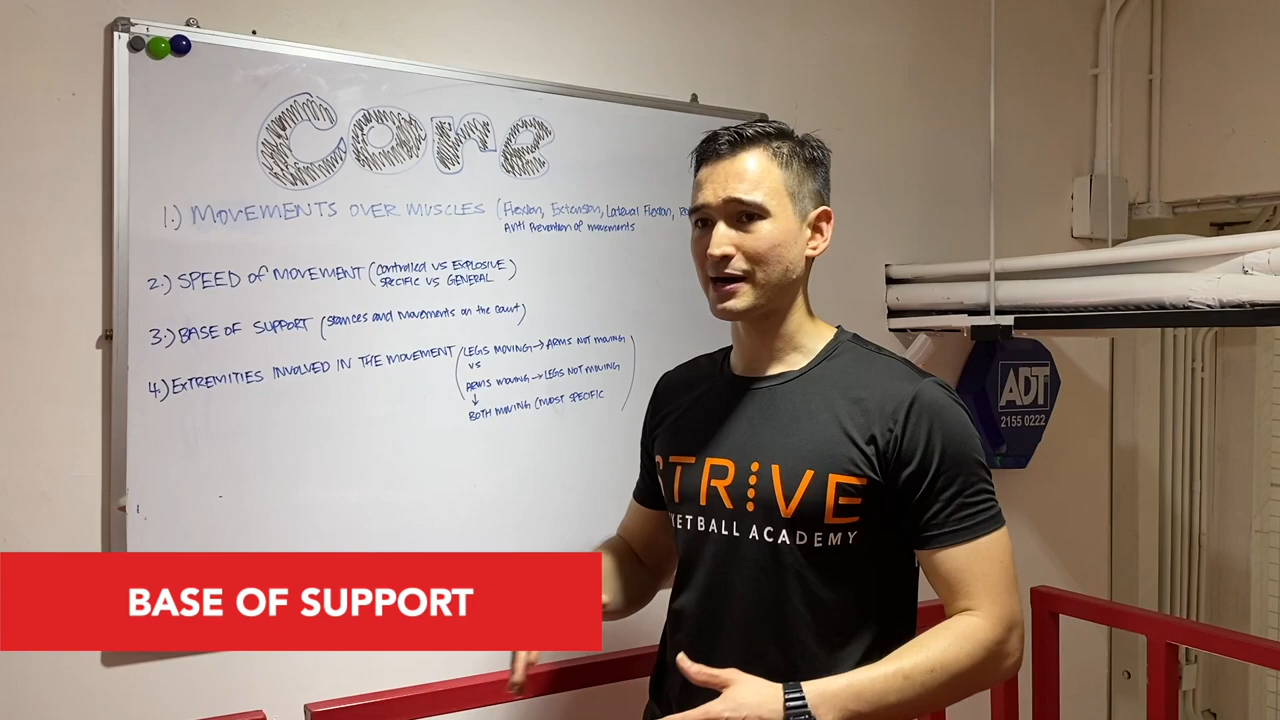 Core
1.) MOVEMENTS OVER MUSCLES (Flexion, Extension, Lateral Flexion,
Anti Prevention of movements
2.) SPEED of MOVEMENT (controlled vs EXPLOSIVE)
SPECIFIC VS GENERAL
3.) BASE OF SUPPORT (stances and movements on the court)
4.) EXTREMITIES INVOLVED IN THE MOVEMENT (LEGS MOVING → ARMS NOT MOVING)
VS
ARMS MOVING → LEGS NOT MOVING
↓
BOTH MOVING (MOST SPECIFIC
ADT
2155 0222
STRIVE
KETBALL ACADEMY
BASE OF SUPPORT